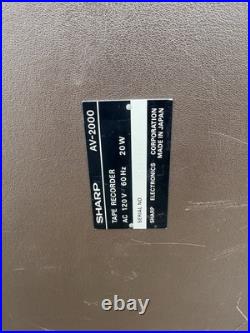 SHARP AV-2000
TAPE RECORDER
AC 120V / 60Hz 20W
SERIAL NO
SHARP ELECTRONICS CORPORATION
MADE IN JAPAN